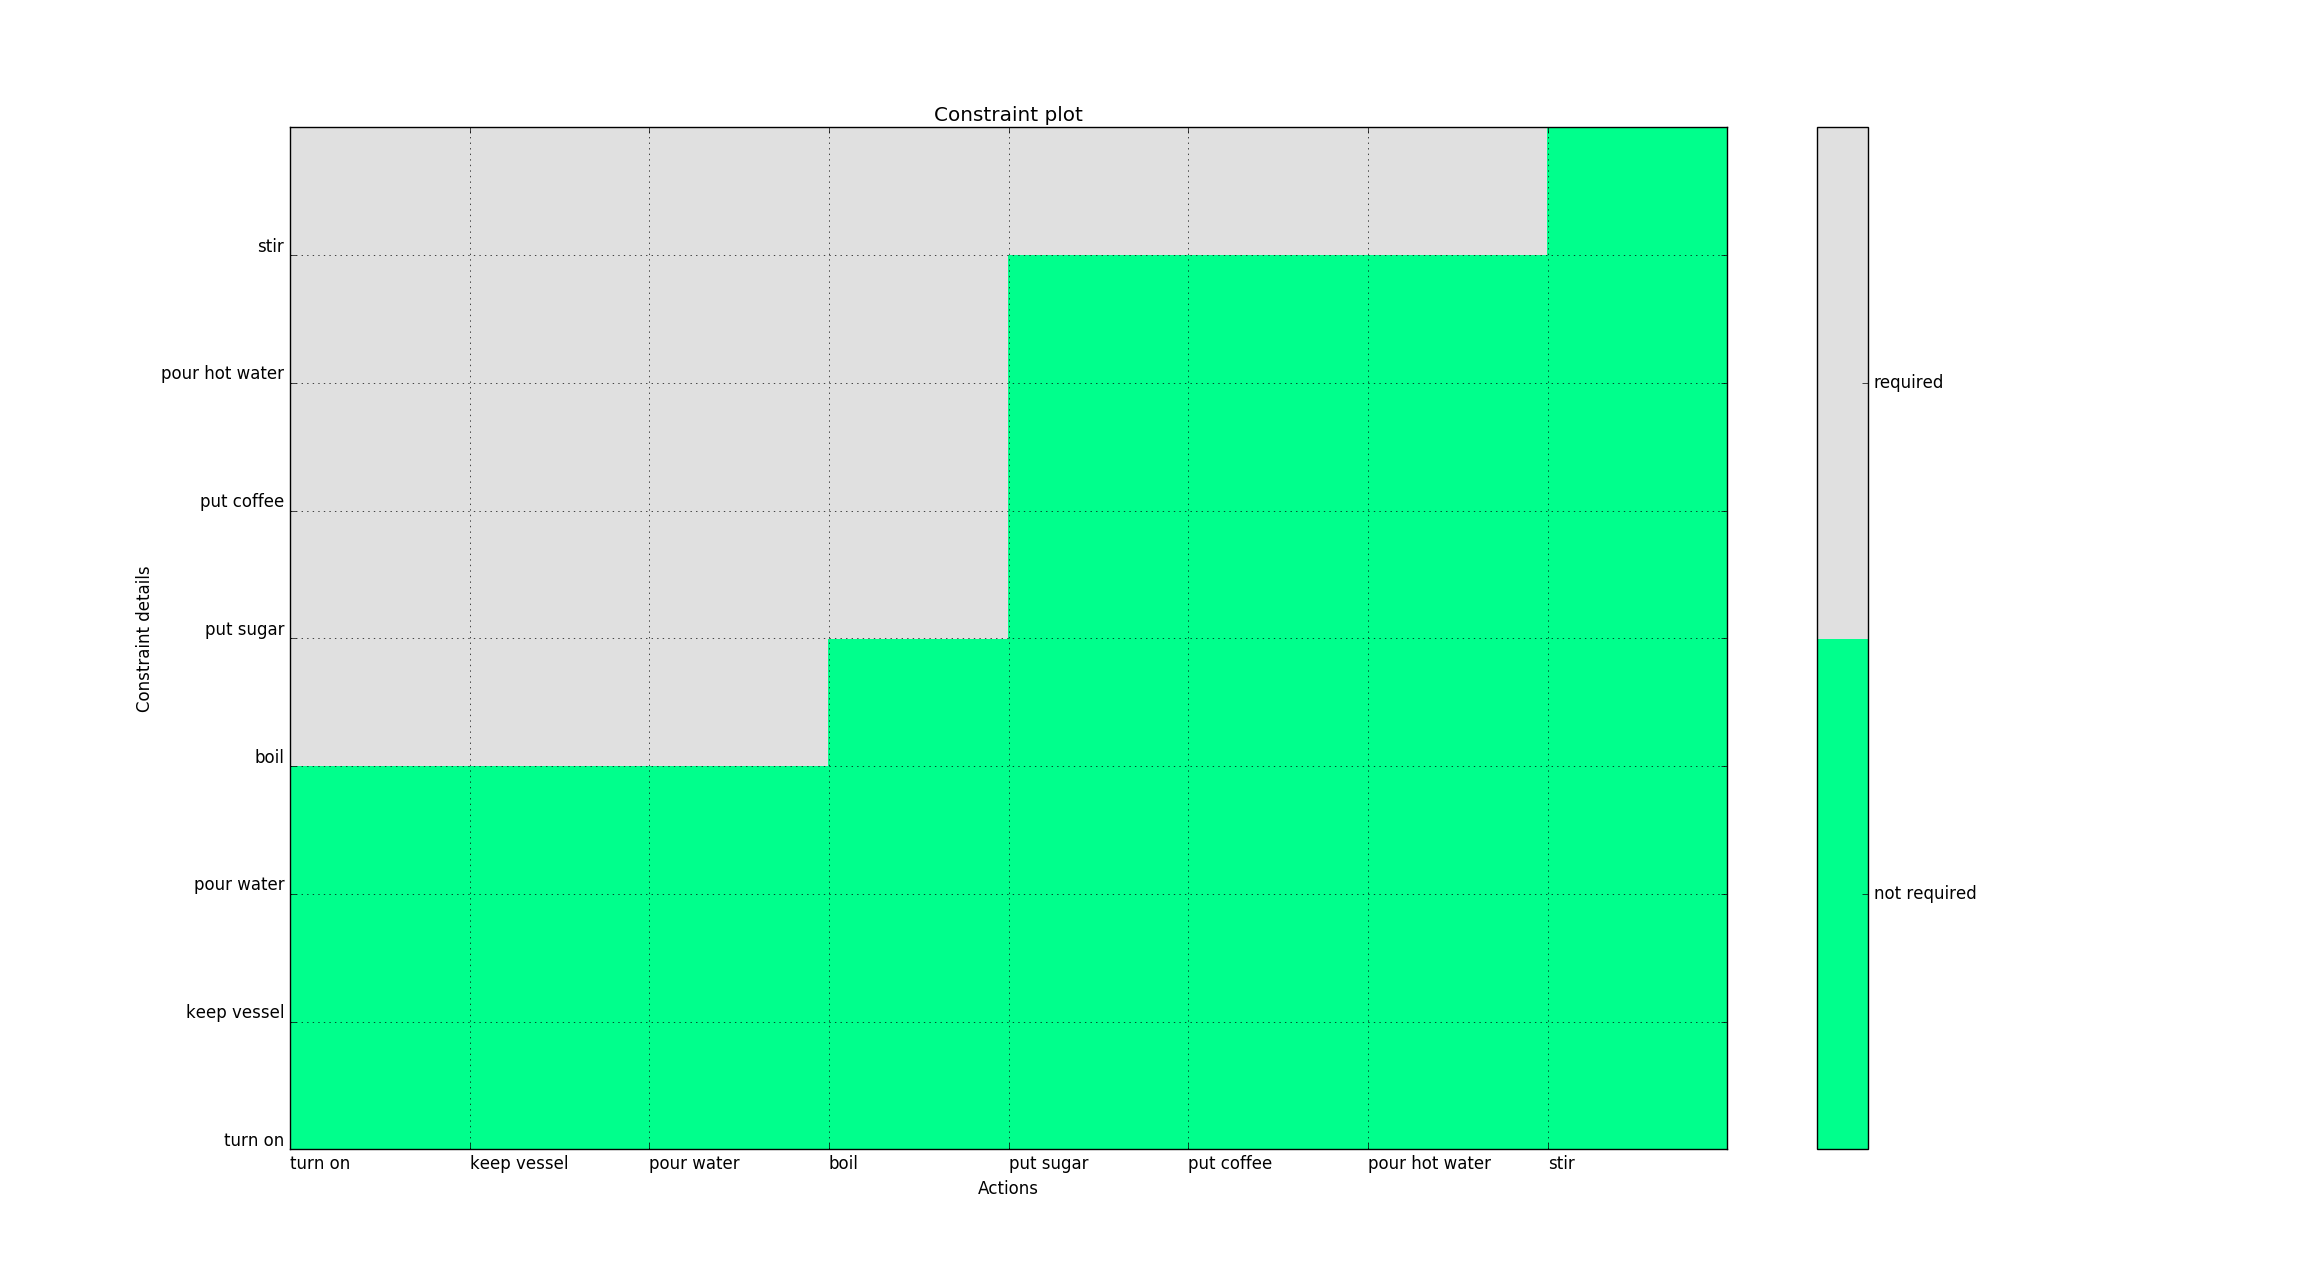 Constraint plot
stir
pour hot water
put coffee
put sugar
boil
pour water
keep vessel
turn on
Constraint details
turn on keep vessel pour water boil put sugar put coffee pour hot water stir
Actions
required
not required